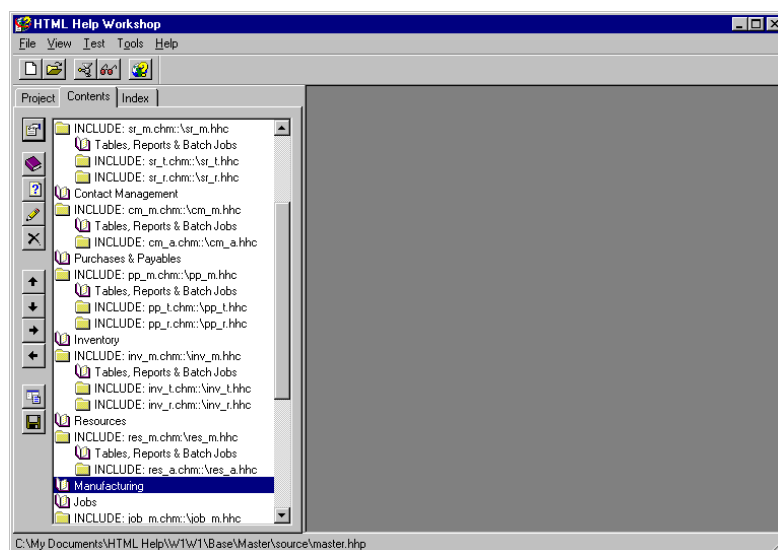 HTML Help Workshop
File View Test Tools Help
Project Contents Index
INCLUDE: sr_m.chm::\sr_m.hhc
Tables, Reports & Batch Jobs
INCLUDE: sr_t.chm::\sr_t.hhc
INCLUDE: sr_r.chm::\sr_r.hhc
Contact Management
INCLUDE: cm_m.chm::\cm_m.hhc
Tables, Reports & Batch Jobs
INCLUDE: cm_a.chm::\cm_a.hhc
Purchases & Payables
INCLUDE: pp_m.chm::\pp_m.hhc
Tables, Reports & Batch Jobs
INCLUDE: pp_t.chm::\pp_t.hhc
INCLUDE: pp_r.chm::\pp_r.hhc
Inventory
INCLUDE: inv_m.chm::\inv_m.hhc
Tables, Reports & Batch Jobs
INCLUDE: inv_t.chm::\inv_t.hhc
INCLUDE: inv_r.chm::\inv_r.hhc
Resources
INCLUDE: res_m.chm:\res_m.hhc
Tables, Reports & Batch Jobs
INCLUDE: res_a.chm::\res_a.hhc
Manufacturing
Jobs
INCLUDE: job_m.chm::\job_m.hhc
C:\My Documents\HTML Help\W1W1\Base\Master\source\master.hhp